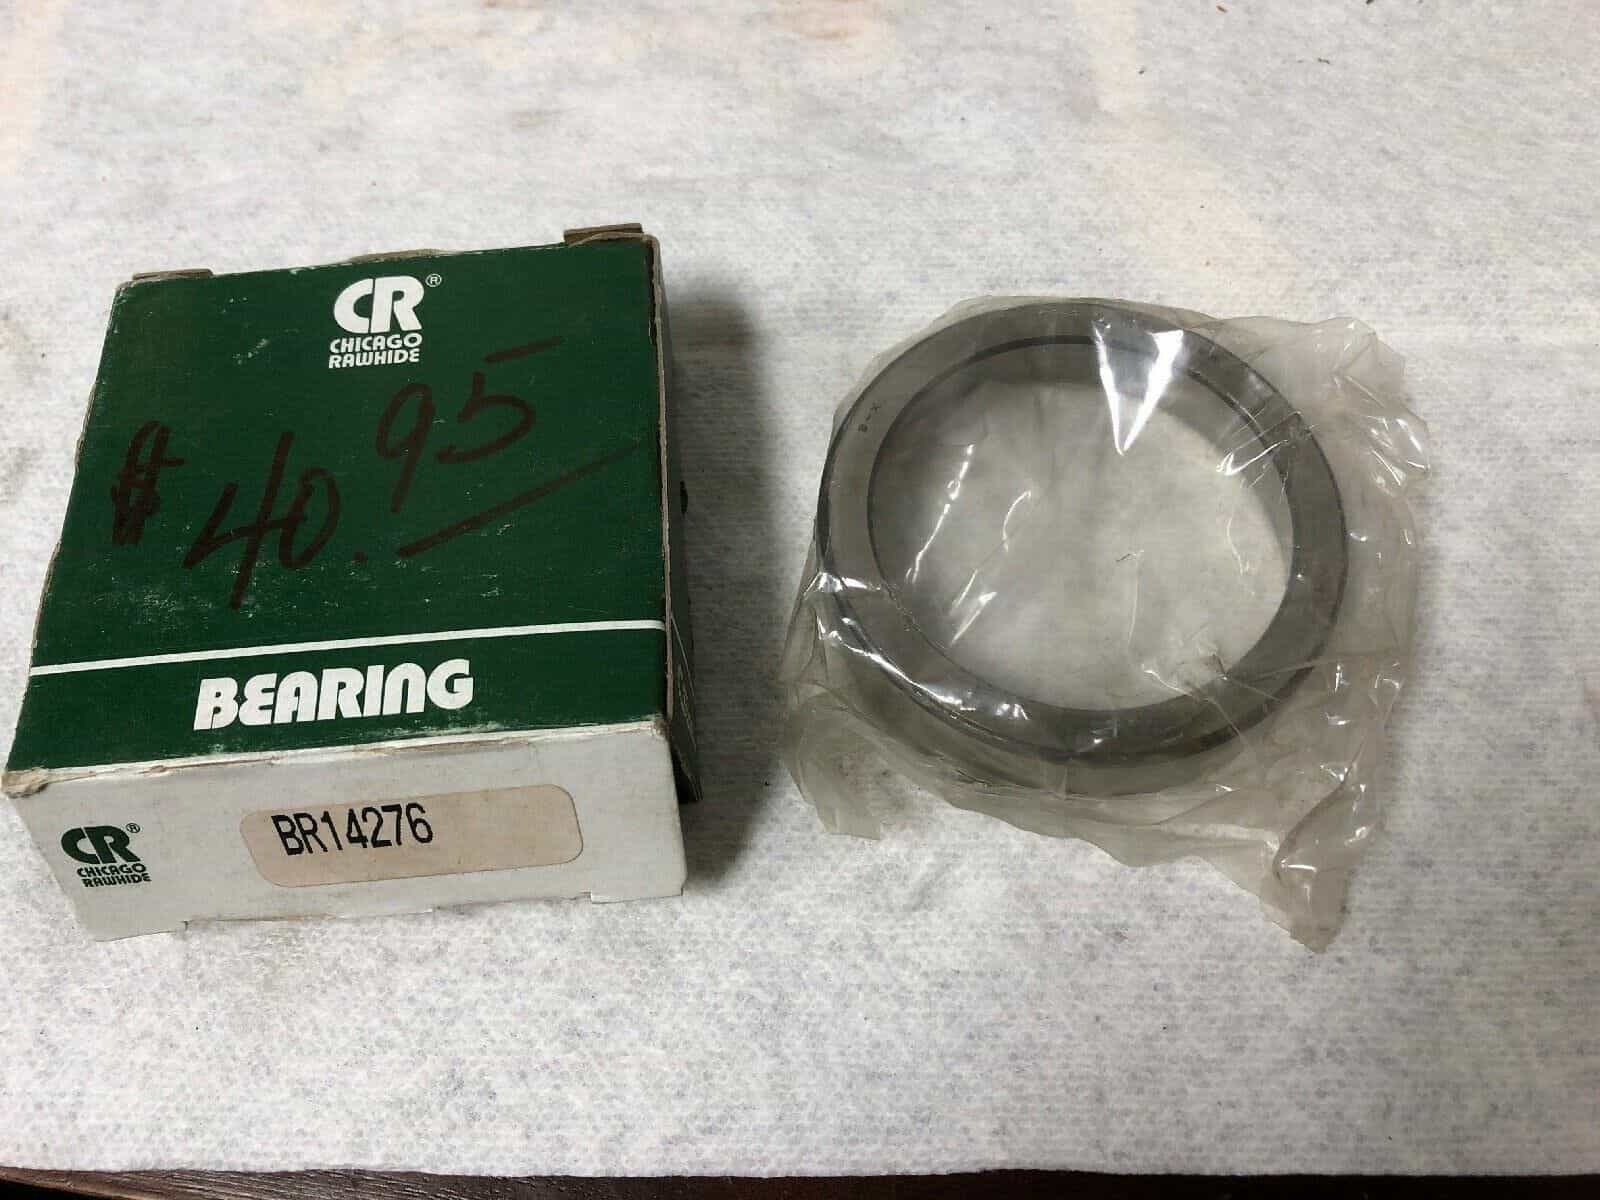 CR®
CHICAGO
RAWHIDE
$40.95
BEARING
CR®
CHICAGO
RAWHIDE
BR14276